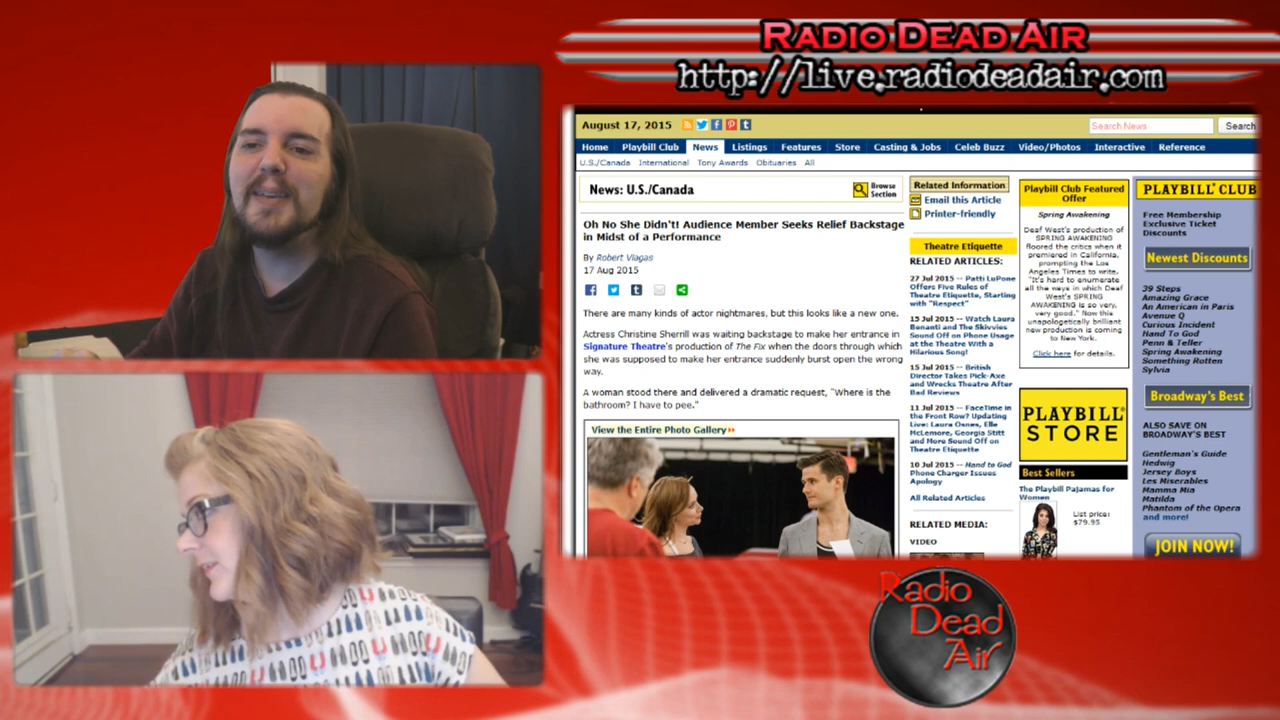 Radio Dead Air
http://live.radiodeadair.com
August 17, 2015
Search News
Search
Home Playbill Club News Listings Features Store Casting & Jobs Celeb Buzz Video/Photos Interactive Reference
U.S./Canada International Tony Awards Obituaries All
News: U.S./Canada
Browse
Section
Oh No She Didn't! Audience Member Seeks Relief Backstage
in Midst of a Performance
By Robert Viagas
17 Aug 2015
There are many kinds of actor nightmares, but this looks like a new one.
Actress Christine Sherrill was waiting backstage to make her entrance in
Signature Theatre's production of The Fix when the doors through which
she was supposed to make her entrance suddenly burst open the wrong
way.
A woman stood there and delivered a dramatic request, "Where is the
bathroom? I have to pee."
View the Entire Photo Gallery
Related Information
Email this Article
Printer-friendly
Theatre Etiquette
RELATED ARTICLES:
27 Jul 2015 -- Patti LuPone
Offers Five Rules of
Theatre Etiquette, Starting
with "Respect"
15 Jul 2015 -- Watch Laura
Benanti and The Skivvies
Sound Off on Phone Usage
at the Theatre With a
Hilarious Song!
15 Jul 2015 -- British
Director Takes Pick-Axe
and Wrecks Theatre After
Bad Reviews
11 Jul 2015 -- FaceTime in
the Front Row? Updating
Live: Laura Osnes, Elle
McLemore, Georgia Stitt
and More Sound Off on
Theatre Etiquette
10 Jul 2015 -- Hand to God
Phone Charger Issues
Apology
All Related Articles
RELATED MEDIA:
VIDEO
Playbill Club Featured
Offer
Spring Awakening
Deaf West's production of
SPRING AWAKENING
floored the critics when it
premiered in California,
prompting the Los
Angeles Times to write,
"It's hard to enumerate
all the ways in which Deaf
West's SPRING
AWAKENING is so very,
very good." Now this
unapologetically brilliant
new production is coming
to New York.
Click here for details.
PLAYBILL
STORE
Best Sellers
The Playbill Pajamas for
Women
List price:
$79.95
PLAYBILL CLUB
Free Membership
Exclusive Ticket
Discounts
Newest Discounts
39 Steps
Amazing Grace
An American in Paris
Avenue Q
Curious Incident
Hand To God
Penn & Teller
Spring Awakening
Something Rotten
Sylvia
Broadway's Best
ALSO SAVE ON
BROADWAY'S BEST
Gentleman's Guide
Hedwig
Jersey Boys
Les Miserables
Mamma Mia
Matilda
Phantom of the Opera
and more!
JOIN NOW!
Radio
Dead
Air